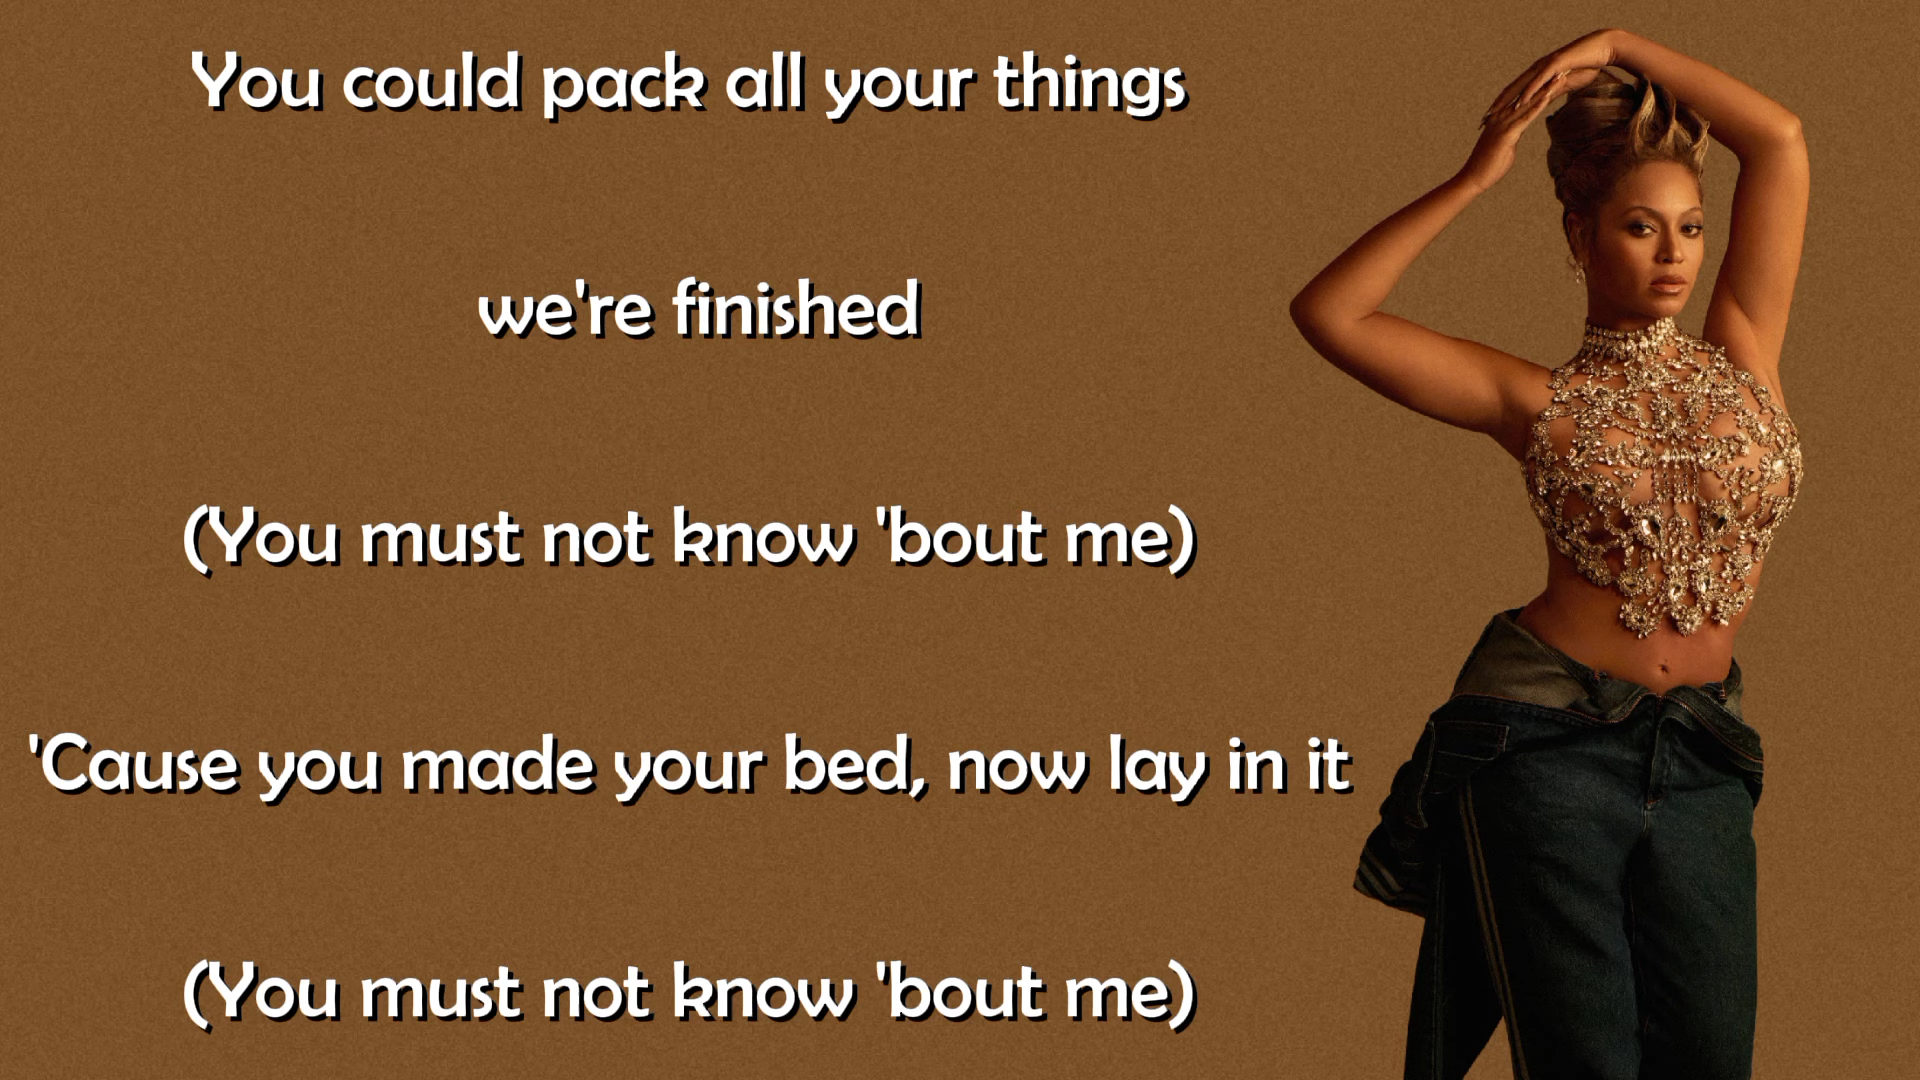 You could pack all your things
we're finished
(You must not know 'bout me)
'Cause you made your bed, now lay in it
(You must not know 'bout me)